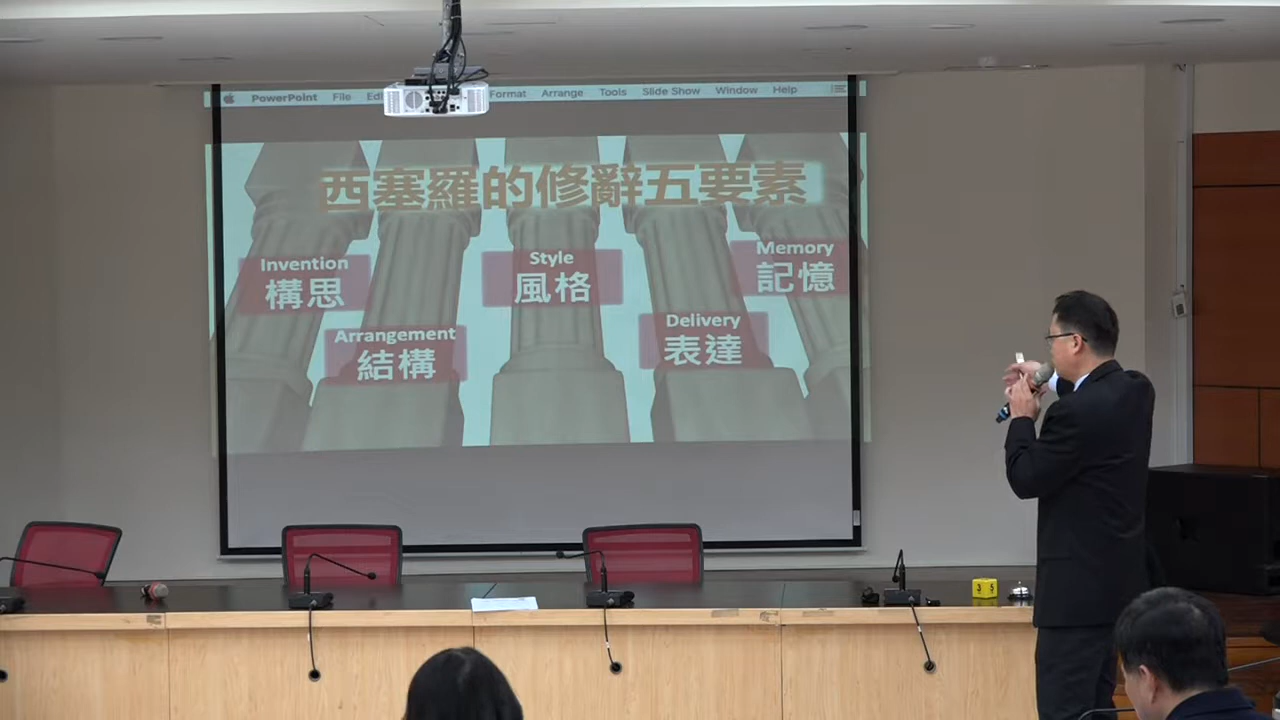 PowerPoint File Format Arrange Tools Slide Show Window Help
西塞羅的修辭五要素
Invention
構思
Arrangement
結構
Style
風格
Delivery
表達
Memory
記憶